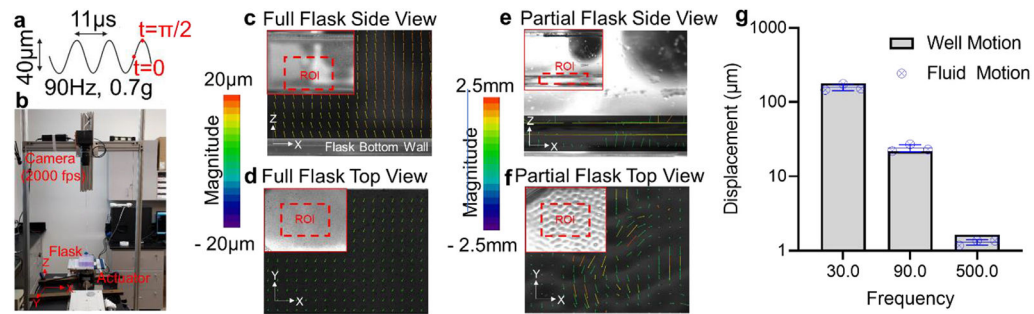 a
11µs
t=π/2
40µm
t=0
90Hz, 0.7g
b
Camera
(2000 fps)
Flask
Z
Actuator
X
Y
20µm
Magnitude
- 20µm
c Full Flask Side View
ROI
Z
X
Flask Bottom Wall
d Full Flask Top View
ROI
Y
X
2.5mm
Magnitude
- 2.5mm
e Partial Flask Side View
ROI
Z
X
f Partial Flask Top View
ROI
Y
X
g
Displacement (µm)
1000
100
10
1
Well Motion
Fluid Motion
30.0
90.0
500.0
Frequency